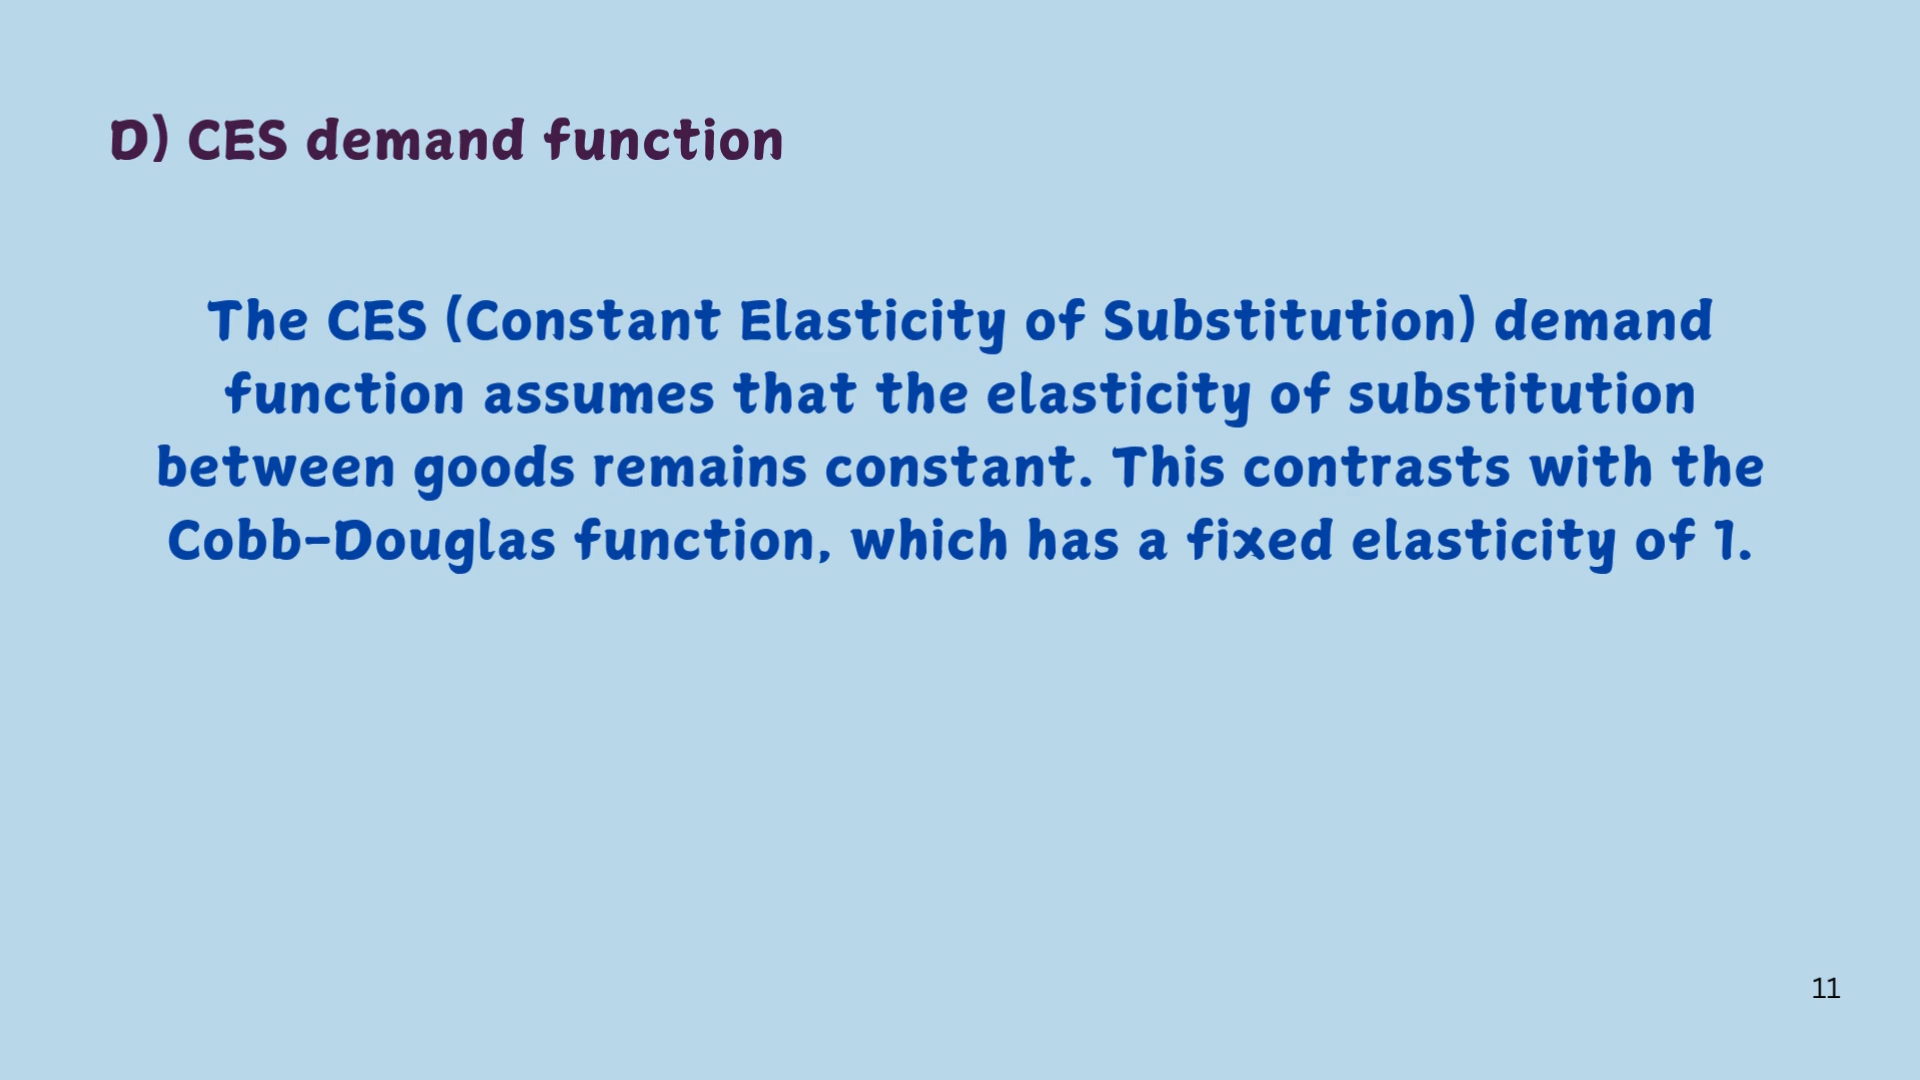 D) CES demand function
The CES (Constant Elasticity of Substitution) demand
function assumes that the elasticity of substitution
between goods remains constant. This contrasts with the
Cobb-Douglas function, which has a fixed elasticity of 1.
11